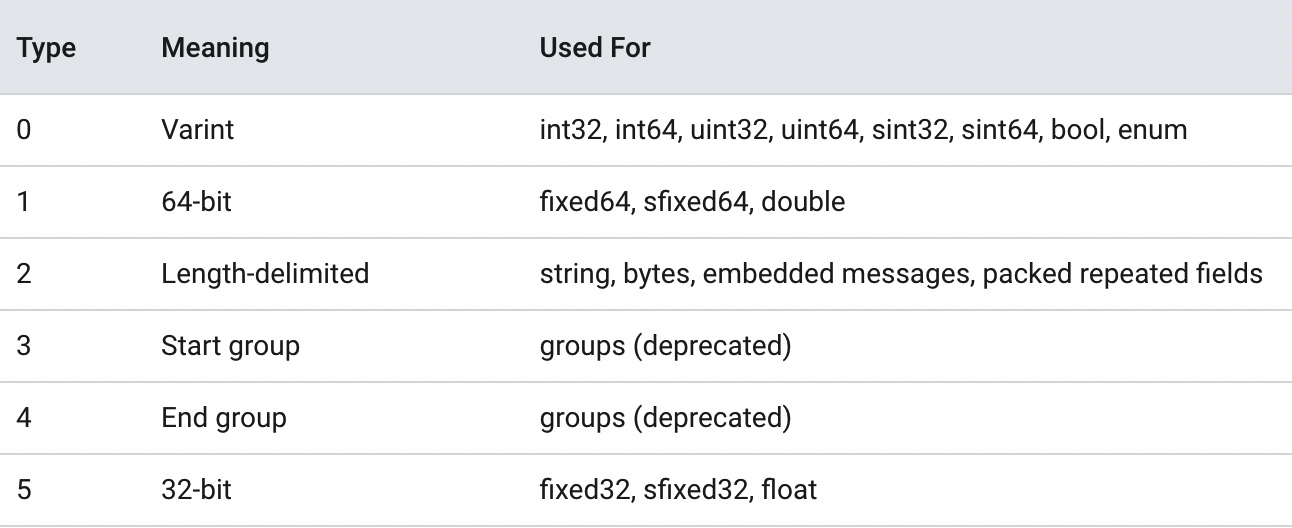 Type Meaning Used For
0 Varint int32, int64, uint32, uint64, sint32, sint64, bool, enum
1 64-bit fixed64, sfixed64, double
2 Length-delimited string, bytes, embedded messages, packed repeated fields
3 Start group groups (deprecated)
4 End group groups (deprecated)
5 32-bit fixed32, sfixed32, float